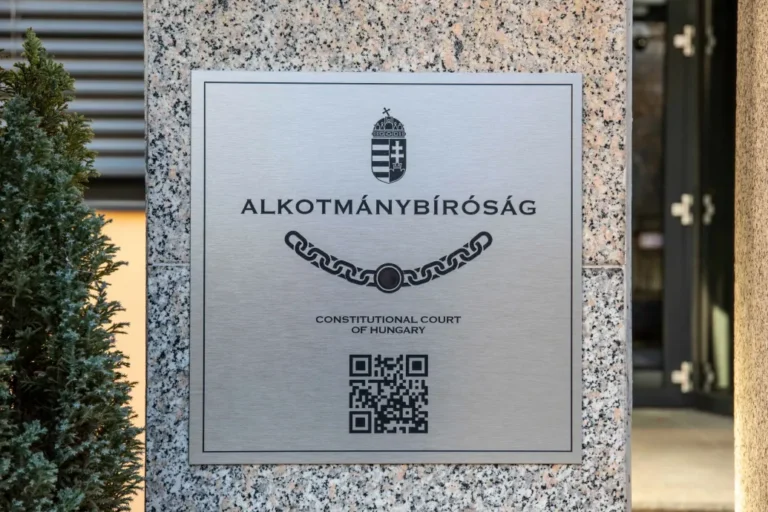 ALKOTMÁNYBÍRÓSÁG
CONSTITUTIONAL COURT
OF HUNGARY